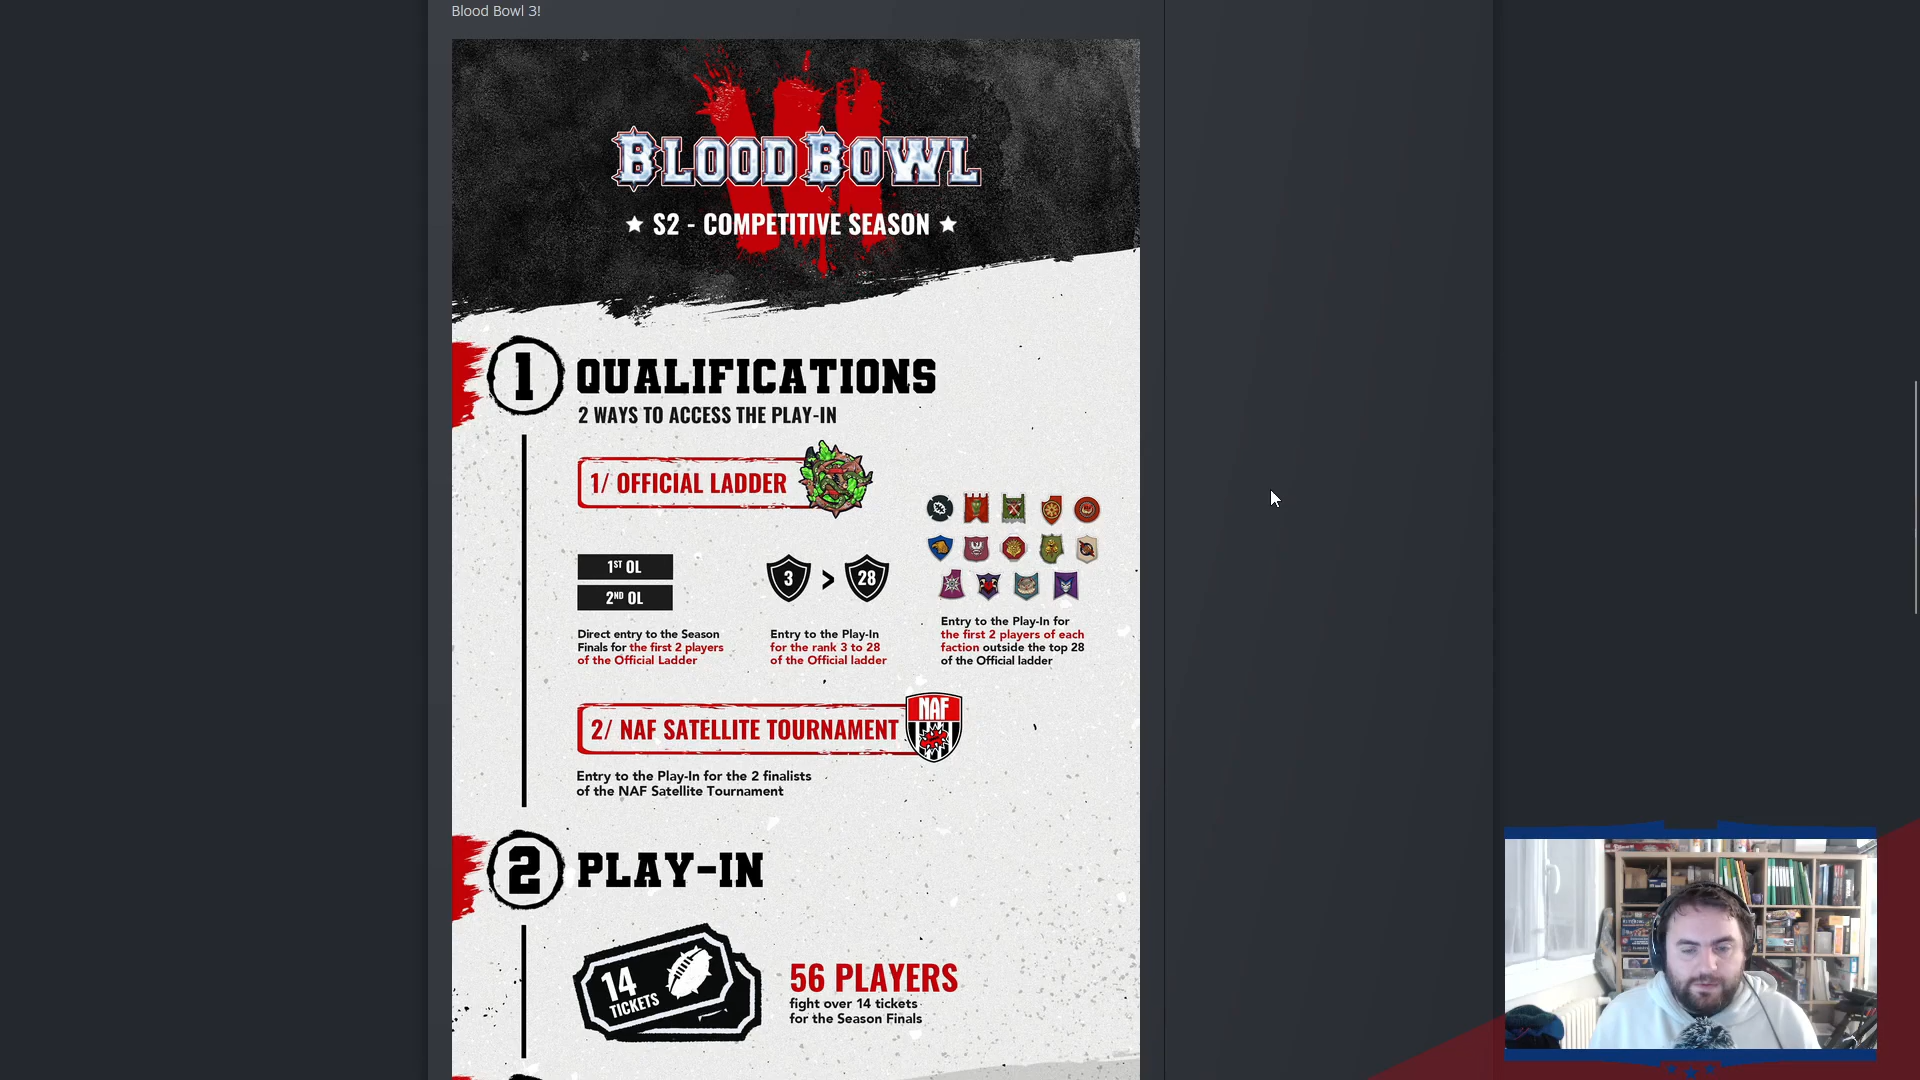 Blood Bowl 3!
BLOOD BOWL
S2 - COMPETITIVE SEASON
1 QUALIFICATIONS
2 WAYS TO ACCESS THE PLAY-IN
1/ OFFICIAL LADDER
1ST OL
2ND OL
3 > 28
Direct entry to the Season
Finals for the first 2 players
of the Official Ladder
Entry to the Play-In
for the rank 3 to 28
of the Official ladder
Entry to the Play-In for
the first 2 players of each
faction outside the top 28
of the Official ladder
2/ NAF SATELLITE TOURNAMENT
NAF
Entry to the Play-In for the 2 finalists
of the NAF Satellite Tournament
2 PLAY-IN
14
TICKETS
56 PLAYERS
fight over 14 tickets
for the Season Finals